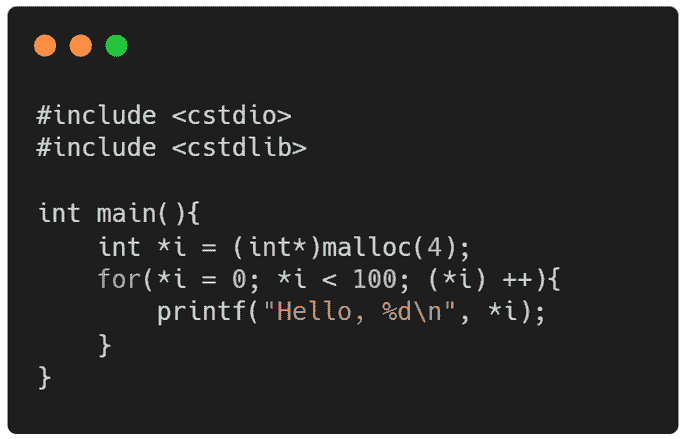 #include <cstdio>
#include <cstdlib>

int main(){
    int *i = (int*)malloc(4);
    for(*i = 0; *i < 100; (*i) ++){
        printf("Hello, %d\n", *i);
    }
}